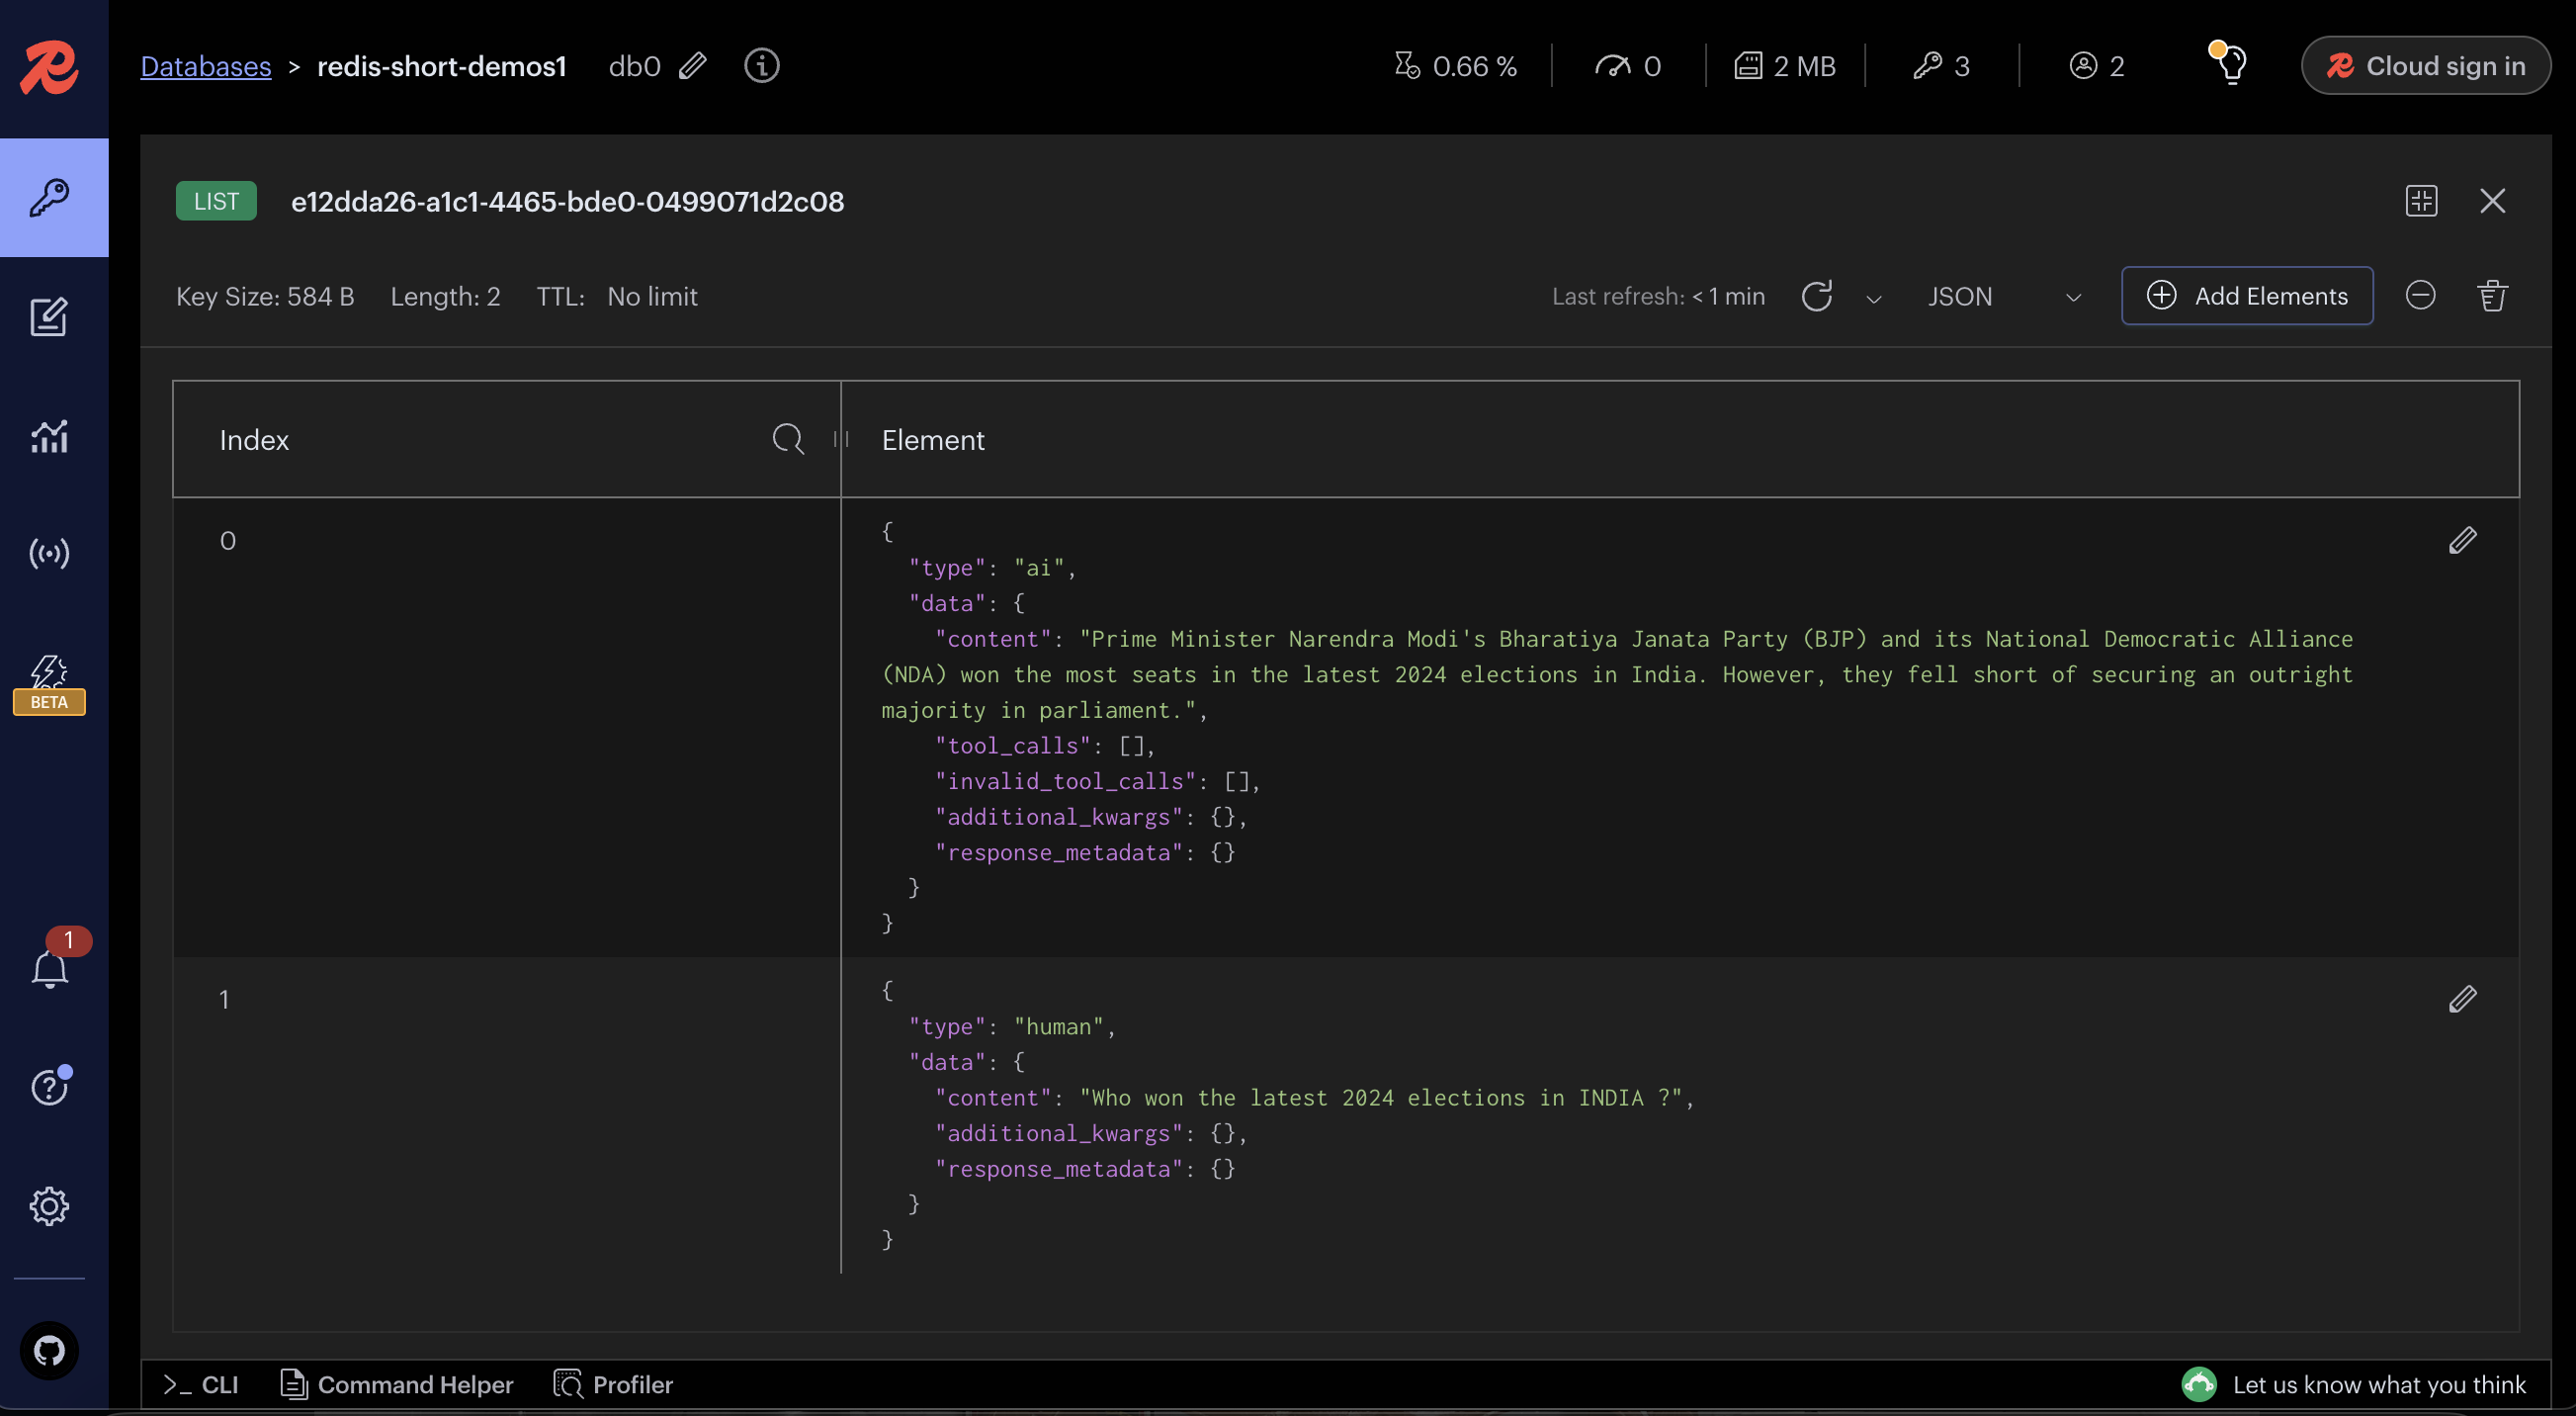 Databases > redis-short-demos1 db0 0.66 % 0 2 MB 3 2 Cloud sign in
LIST e12dda26-a1c1-4465-bde0-0499071d2c08
Key Size: 584 B Length: 2 TTL: No limit Last refresh: < 1 min JSON Add Elements
Index Element
0
{
"type": "ai",
"data": {
"content": "Prime Minister Narendra Modi's Bharatiya Janata Party (BJP) and its National Democratic Alliance
(NDA) won the most seats in the latest 2024 elections in India. However, they fell short of securing an outright
majority in parliament.",
"tool_calls": [],
"invalid_tool_calls": [],
"additional_kwargs": {},
"response_metadata": {}
}
}
1
{
"type": "human",
"data": {
"content": "Who won the latest 2024 elections in INDIA ?",
"additional_kwargs": {},
"response_metadata": {}
}
}
BETA
1
>_ CLI Command Helper Profiler Let us know what you think